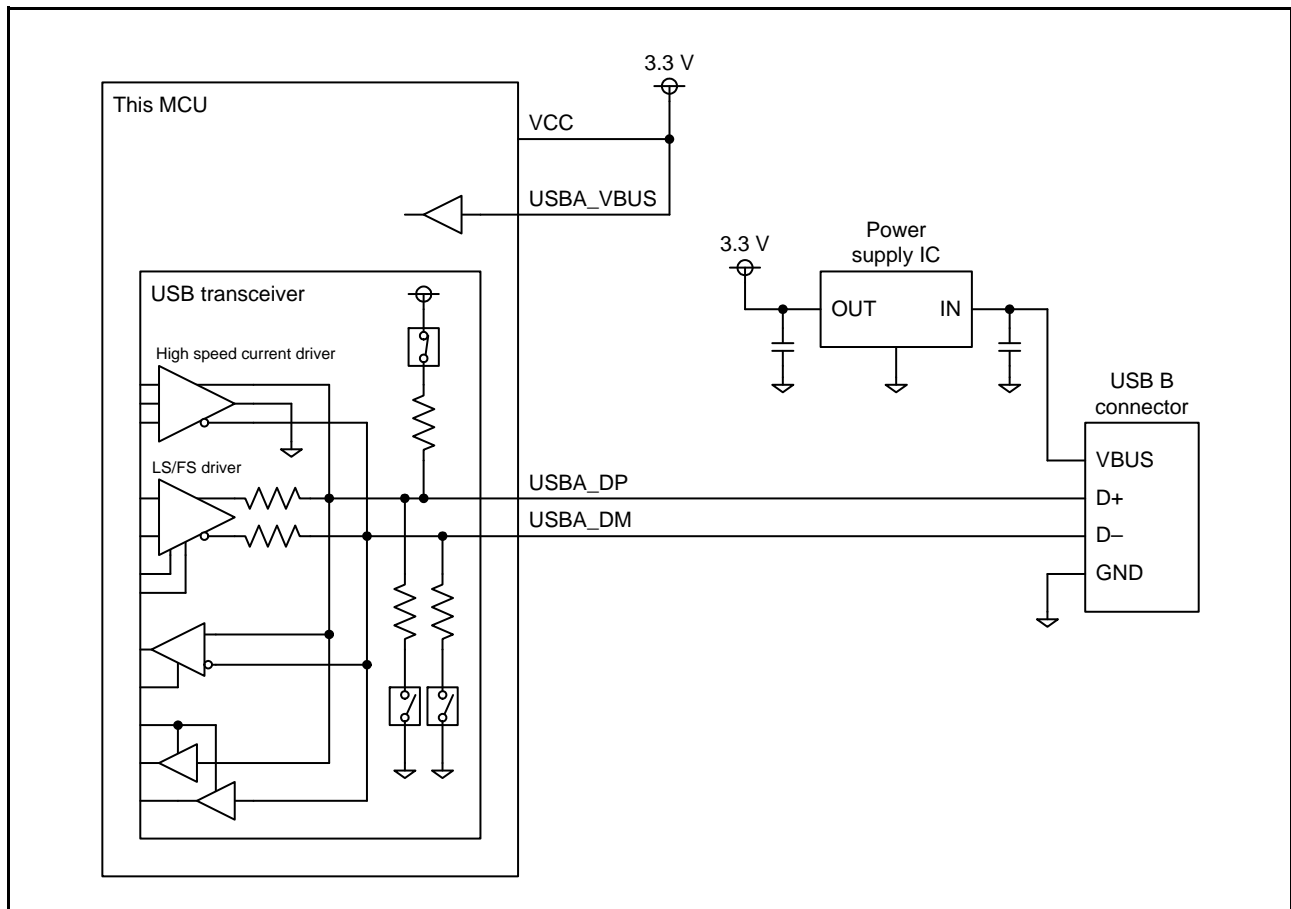 3.3 V
This MCU
VCC
USBA_VBUS
Power
supply IC
3.3 V
USB transceiver
OUT
IN
High speed current driver
USB B
connector
VBUS
LS/FS driver
USBA_DP
D+
USBA_DM
D–
GND